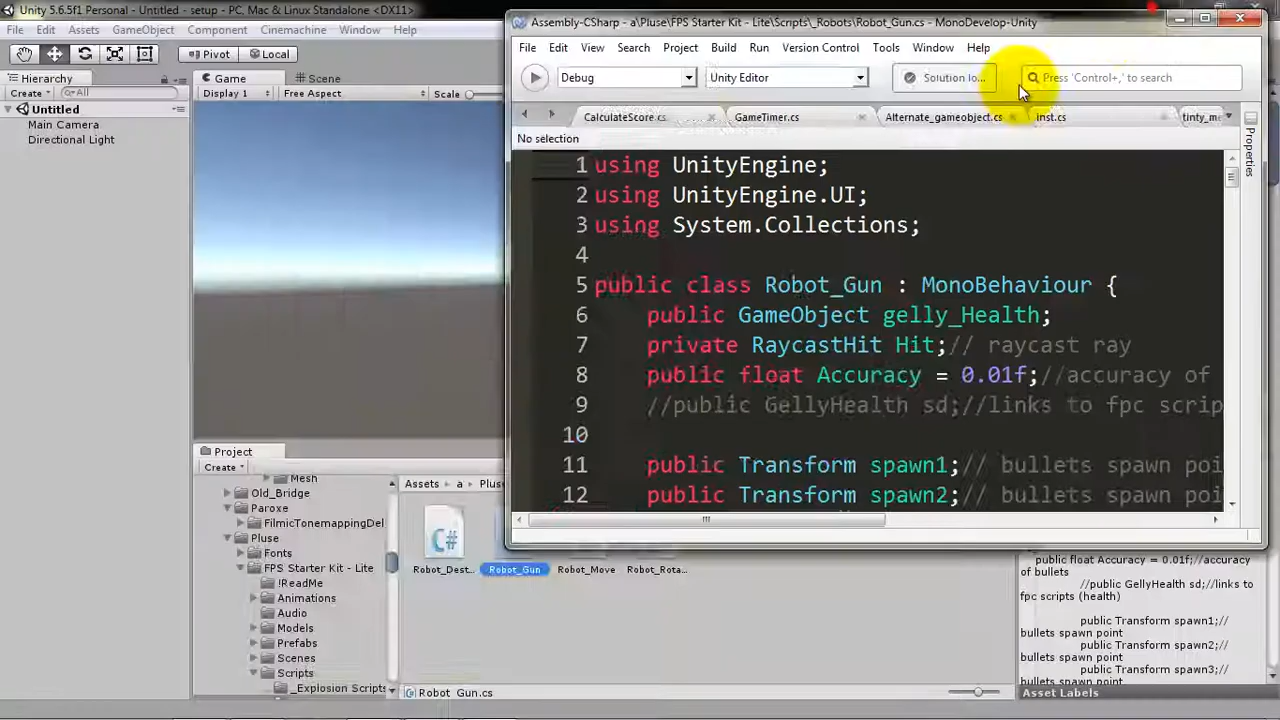 Unity 5.6.5f1 Personal - Untitled - setup - PC, Mac & Linux Standalone <DX11>
File Edit Assets GameObject Component Cinemachine Window Help
Pivot Local
Hierarchy
Create
All
Untitled
Main Camera
Directional Light
Game Scene
Display 1 Free Aspect Scale
Assembly-CSharp - a\Pluse\FPS Starter Kit - Lite\Scripts\_Robots\Robot_Gun.cs - MonoDevelop-Unity
File Edit View Search Project Build Run Version Control Tools Window Help
Debug Unity Editor Solution lo... Press 'Control+,' to search
CalculateScore.cs GameTimer.cs Alternate_gameobject.cs inst.cs tinty_m
No selection
Properties
1 using UnityEngine;
2 using UnityEngine.UI;
3 using System.Collections;
4
5 public class Robot_Gun : MonoBehaviour {
6 public GameObject gelly_Health;
7 private RaycastHit Hit;// raycast ray
8 public float Accuracy = 0.01f;//accuracy of
9 //public GellyHealth sd;//links to fpc scrip
10
11 public Transform spawn1;// bullets spawn poi
12 public Transform spawn2;// bullets spawn poi
Project
Create
Mesh
Old_Bridge
Paroxe
FilmicTonemappingDel
Pluse
Fonts
FPS Starter Kit - Lite
!ReadMe
Animations
Audio
Models
Prefabs
Scenes
Scripts
_Explosion Scripts
Assets a Plus
C#
Robot_Dest... Robot_Gun Robot_Move Robot_Rota...
Robot_Gun.cs
public float Accuracy = 0.01f;//accuracy
of bullets
//public GellyHealth sd;//links to
fpc scripts (health)
public Transform spawn1;//
bullets spawn point
public Transform spawn2;//
bullets spawn point
public Transform spawn3;//
bullets spawn point
Asset Labels